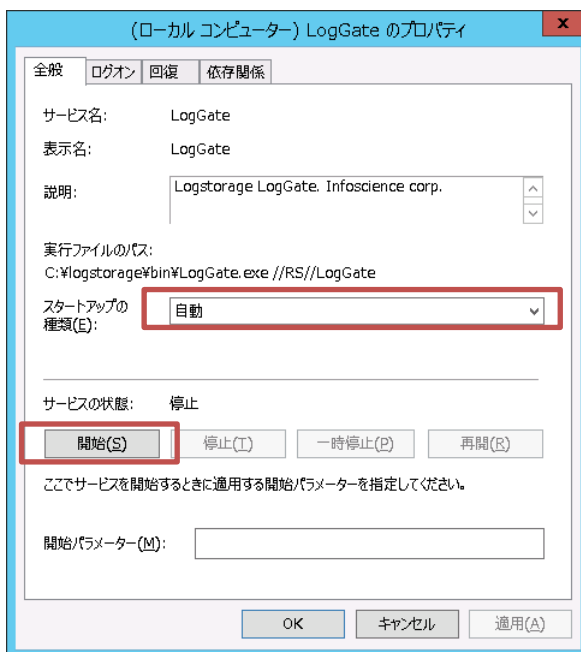 (ローカル コンピューター) LogGate のプロパティ
x
全般 ログオン 回復 依存関係
サービス名: LogGate
表示名: LogGate
説明: Logstorage LogGate. Infoscience corp.
実行ファイルのパス:
C:¥logstorage¥bin¥LogGate.exe //RS//LogGate
スタートアップの
種類(E): 自動
サービスの状態: 停止
開始(S) 停止(T) 一時停止(P) 再開(R)
ここでサービスを開始するときに適用する開始パラメーターを指定してください。
開始パラメーター(M):
OK キャンセル 適用(A)